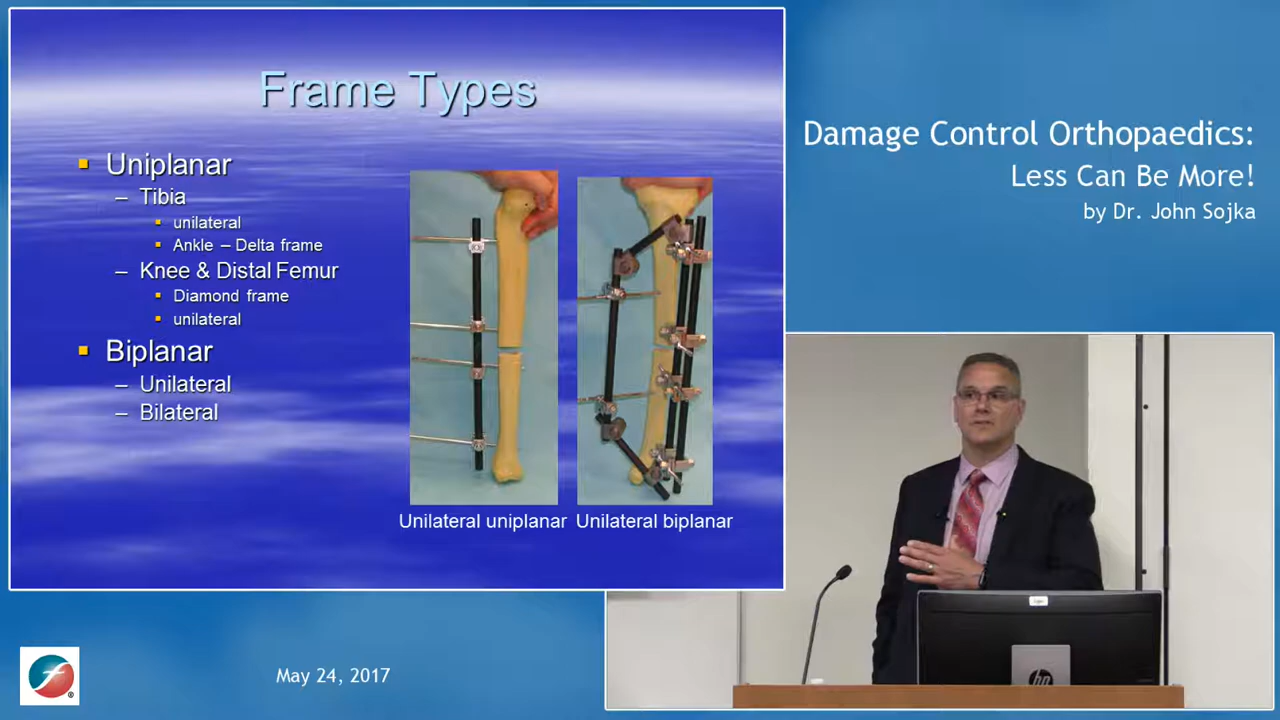 Frame Types
Uniplanar
– Tibia
unilateral
Ankle – Delta frame
– Knee & Distal Femur
Diamond frame
unilateral
Biplanar
– Unilateral
– Bilateral
Unilateral uniplanar
Unilateral biplanar
Damage Control Orthopaedics:
Less Can Be More!
by Dr. John Sojka
May 24, 2017
f
®
hp